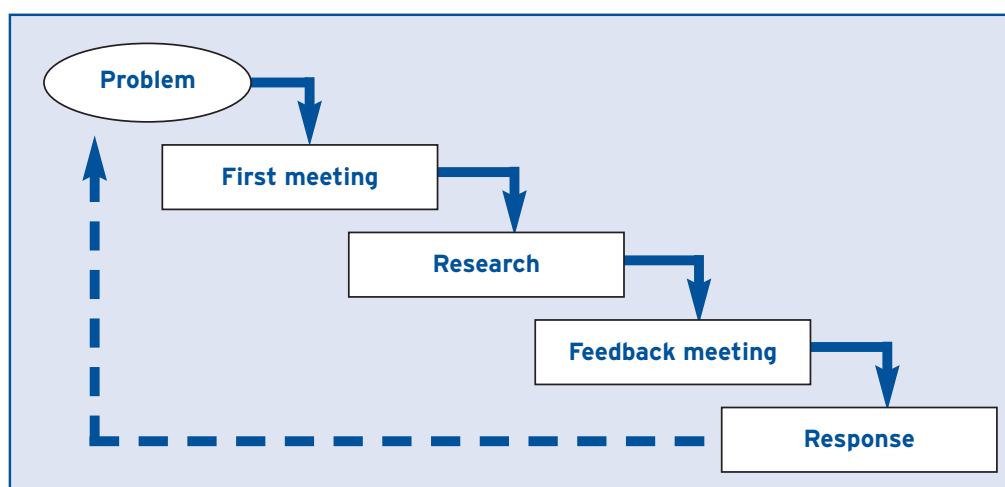 Problem
First meeting
Research
Feedback meeting
Response